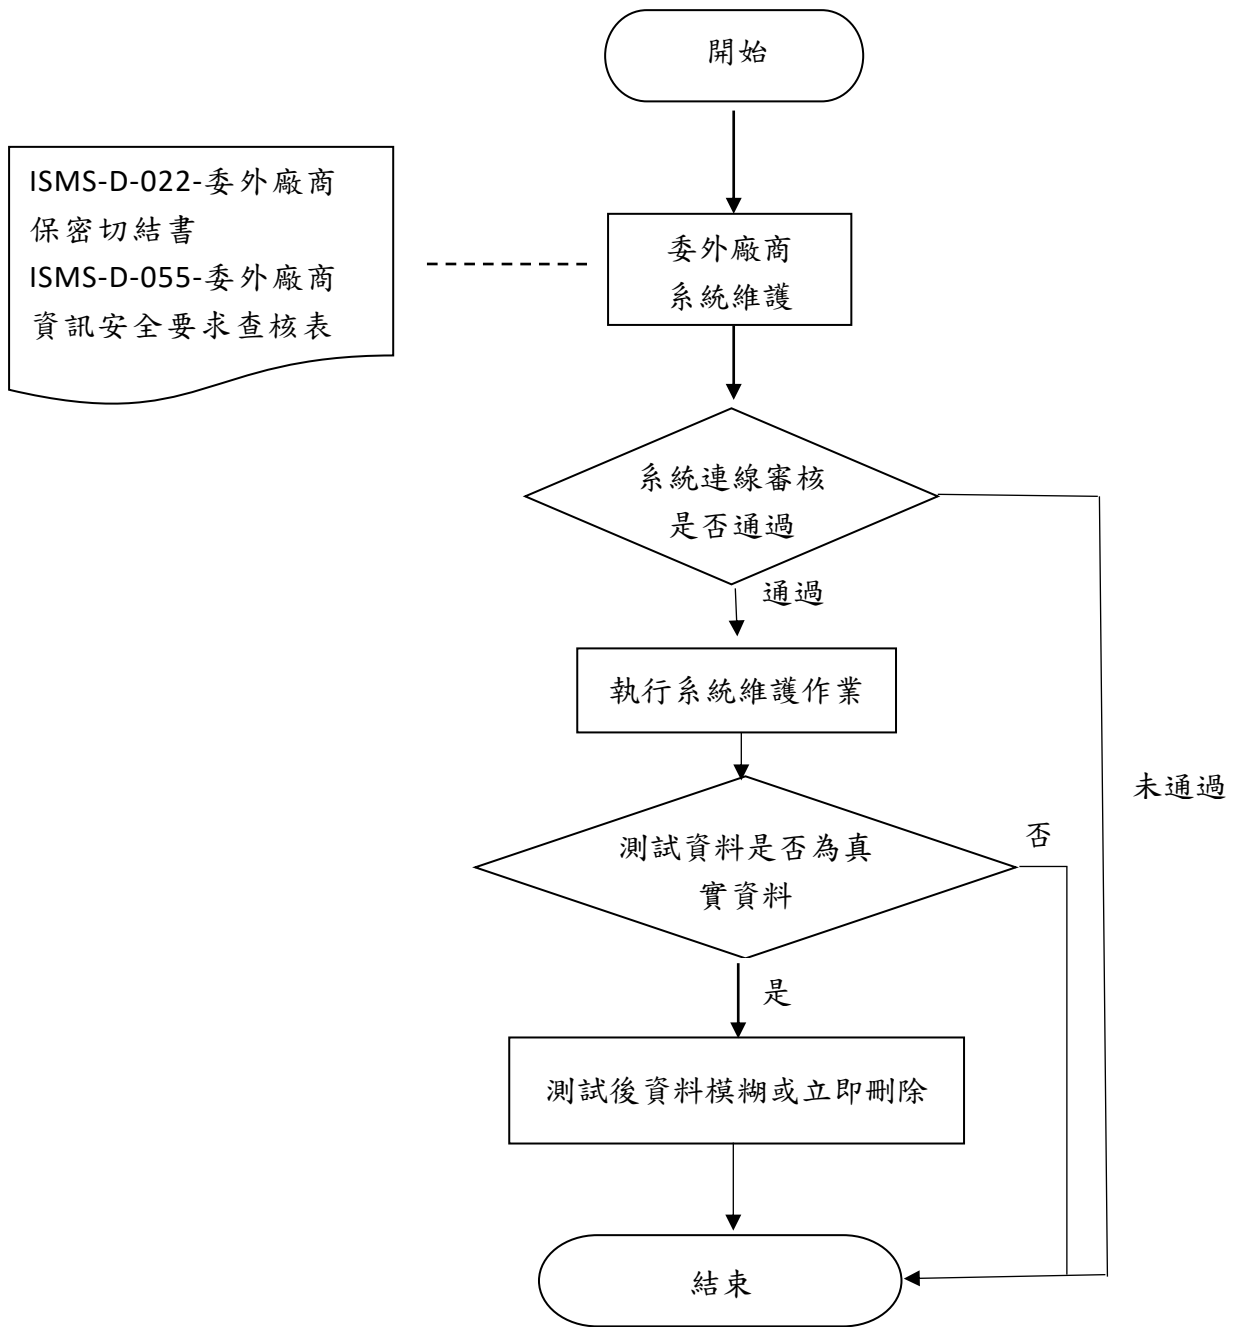 開始
ISMS-D-022-委外廠商
保密切結書
ISMS-D-055-委外廠商
資訊安全要求查核表
委外廠商
系統維護
系統連線審核
是否通過
通過
執行系統維護作業
未通過
測試資料是否為真
實資料
否
是
測試後資料模糊或立即刪除
結束